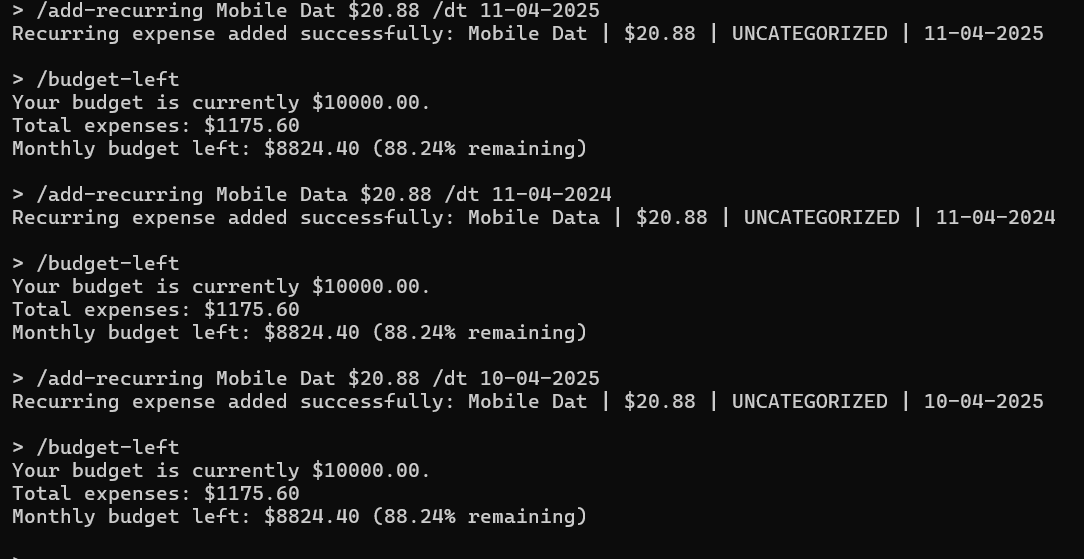 > /add-recurring Mobile Dat $20.88 /dt 11-04-2025
Recurring expense added successfully: Mobile Dat | $20.88 | UNCATEGORIZED | 11-04-2025
> /budget-left
Your budget is currently $10000.00.
Total expenses: $1175.60
Monthly budget left: $8824.40 (88.24% remaining)
> /add-recurring Mobile Data $20.88 /dt 11-04-2024
Recurring expense added successfully: Mobile Data | $20.88 | UNCATEGORIZED | 11-04-2024
> /budget-left
Your budget is currently $10000.00.
Total expenses: $1175.60
Monthly budget left: $8824.40 (88.24% remaining)
> /add-recurring Mobile Dat $20.88 /dt 10-04-2025
Recurring expense added successfully: Mobile Dat | $20.88 | UNCATEGORIZED | 10-04-2025
> /budget-left
Your budget is currently $10000.00.
Total expenses: $1175.60
Monthly budget left: $8824.40 (88.24% remaining)